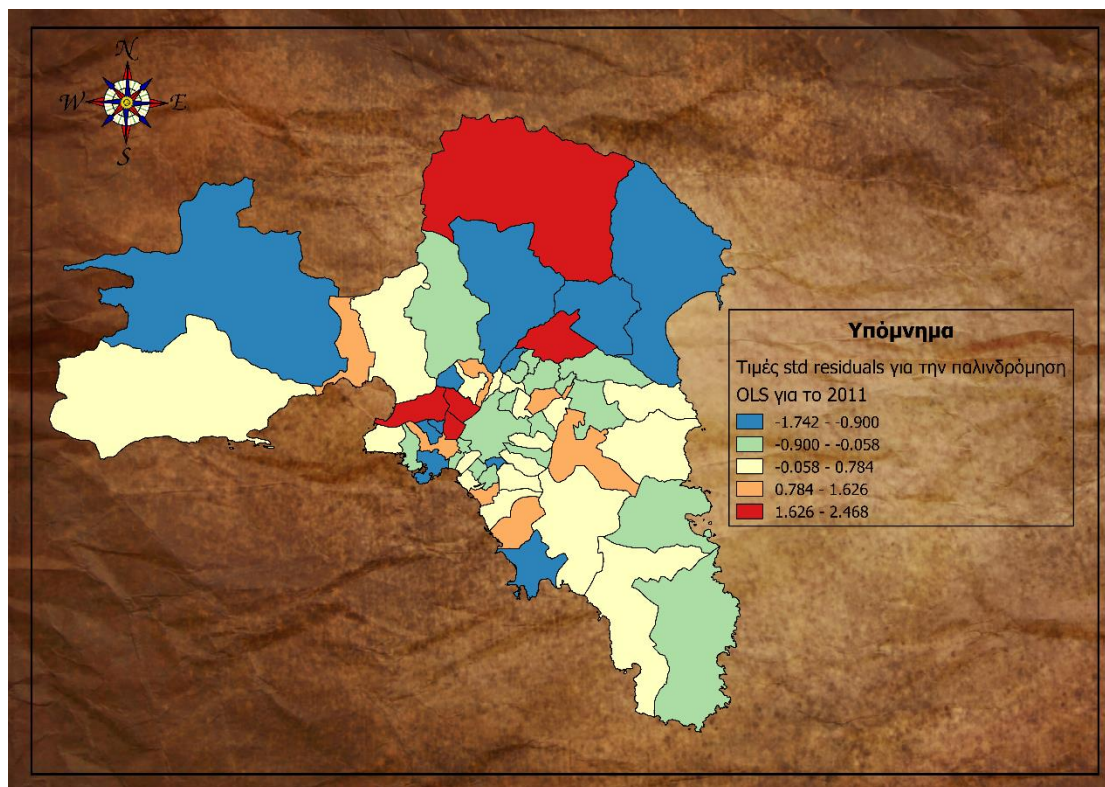 N
W E
S
Υπόμνημα
Τιμές std residuals για την παλινδρόμηση
OLS για το 2011
-1.742 - -0.900
-0.900 - -0.058
-0.058 - 0.784
0.784 - 1.626
1.626 - 2.468